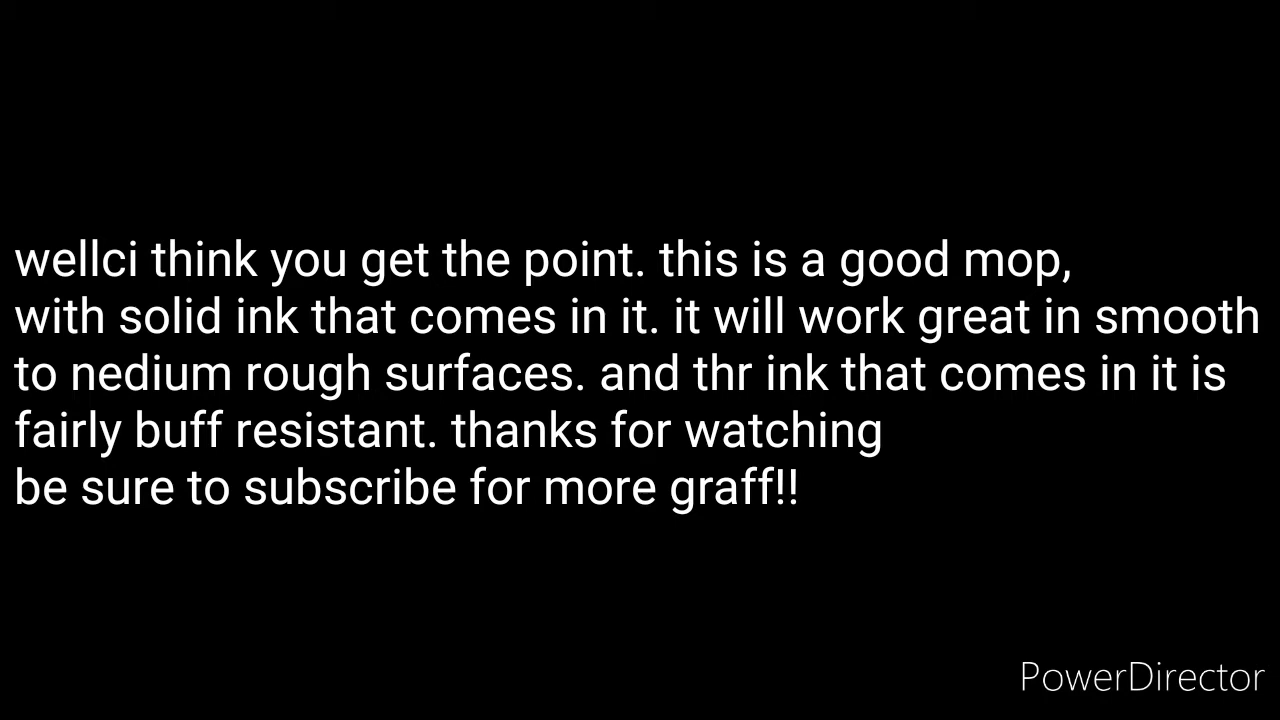 wellci think you get the point. this is a good mop,
with solid ink that comes in it. it will work great in smooth
to nedium rough surfaces. and thr ink that comes in it is
fairly buff resistant. thanks for watching
be sure to subscribe for more graff!!
PowerDirector